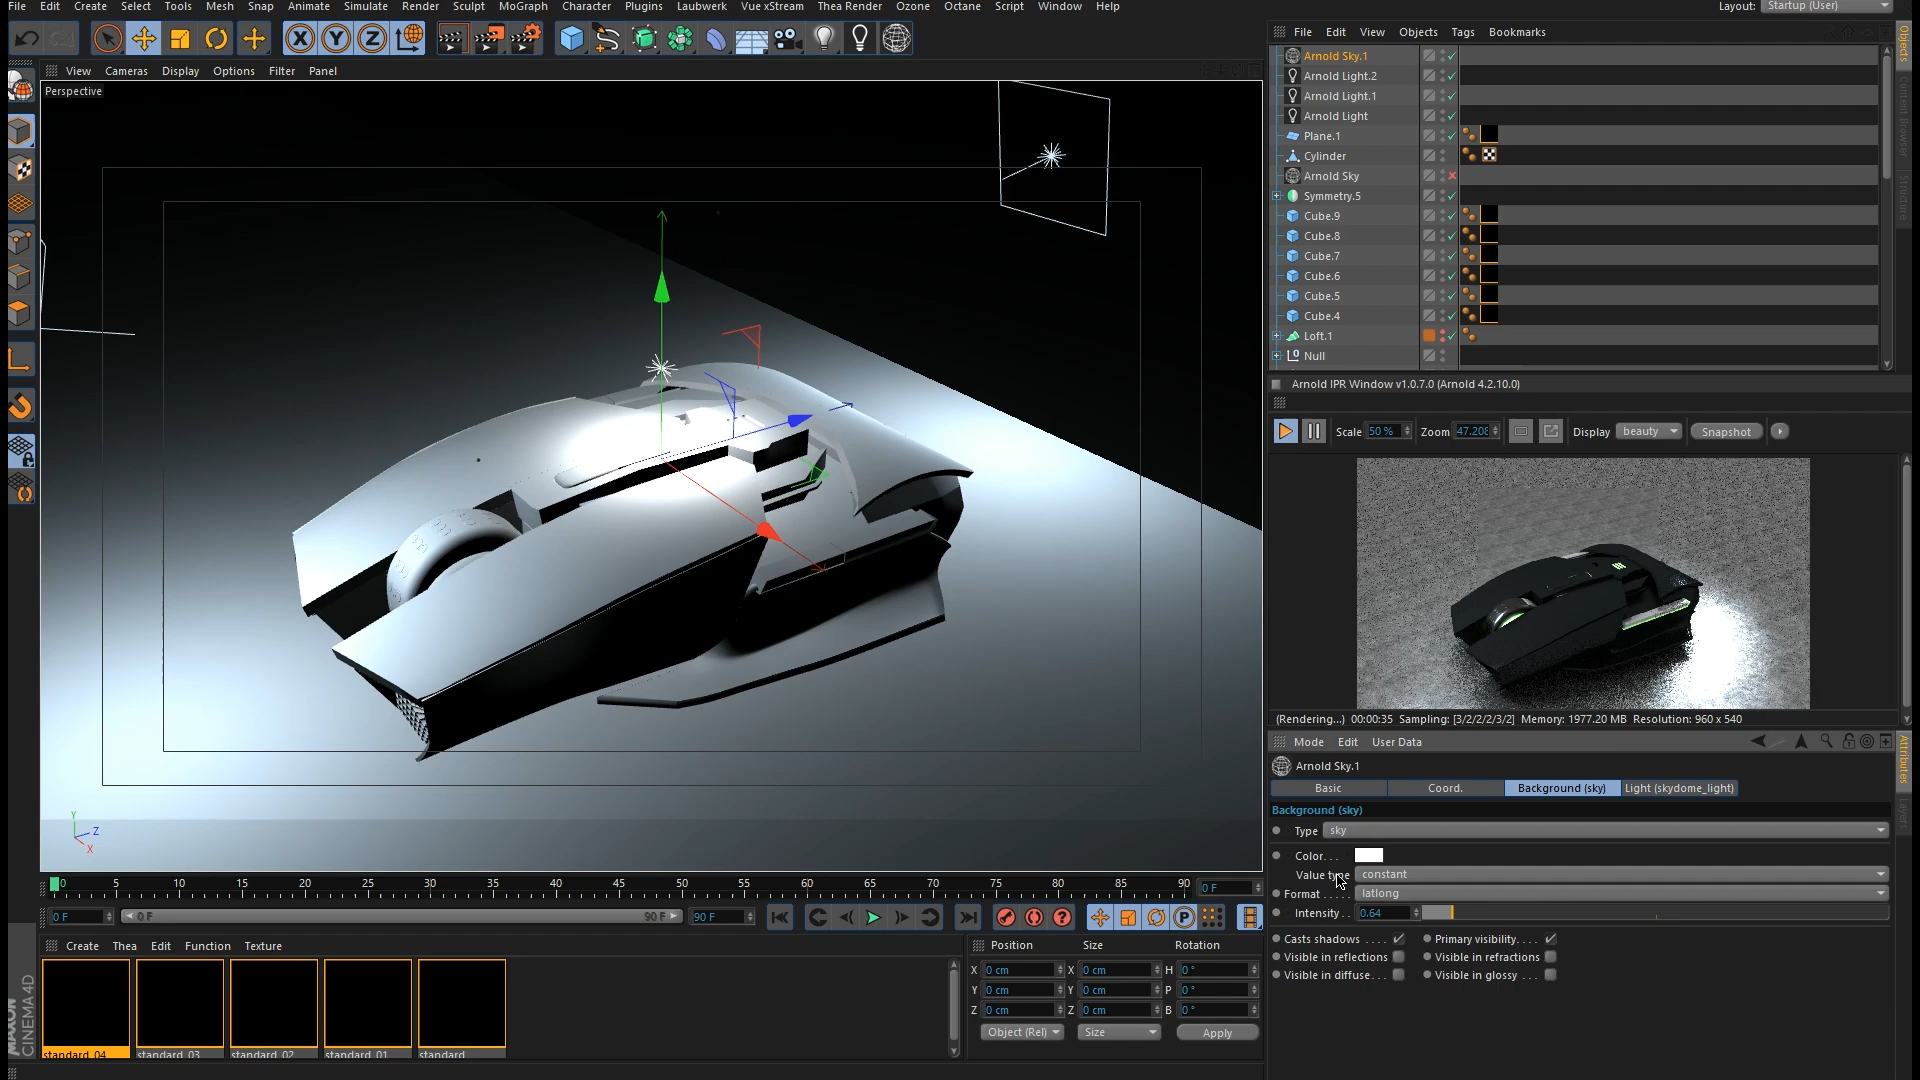 File Edit Create Select Tools Mesh Snap Animate Simulate Render Sculpt MoGraph Character Plugins Laubwerk Vue xStream Thea Render Ozone Octane Script Window Help
Layout: Startup (User)
View Cameras Display Options Filter Panel
Perspective
File Edit View Objects Tags Bookmarks
Arnold Sky.1
Arnold Light.2
Arnold Light.1
Arnold Light
Plane.1
Cylinder
Arnold Sky
Symmetry.5
Cube.9
Cube.8
Cube.7
Cube.6
Cube.5
Cube.4
Loft.1
Null
Objects
Content Browser
Structure
Arnold IPR Window v1.0.7.0 (Arnold 4.2.10.0)
Scale 50 % Zoom 47.208 Display beauty Snapshot
(Rendering...) 00:00:35 Sampling: [3/2/2/2/3/2] Memory: 1977.20 MB Resolution: 960 x 540
Mode Edit User Data
Arnold Sky.1
Basic Coord. Background (sky) Light (skydome_light)
Background (sky)
Type sky
Color. . .
Value type constant
Format . . . . latlong
Intensity . . 0.64
Casts shadows . . . . Primary visibility. . . .
Visible in reflections Visible in refractions
Visible in diffuse. . . Visible in glossy . . .
Attributes
Layers
Y Z X
0 5 10 15 20 25 30 35 40 45 50 55 60 65 70 75 80 85 90 0 F
0 F 0 F 90 F 90 F
Create Thea Edit Function Texture
standard_04 standard_03 standard_02 standard_01 standard
Position Size Rotation
X 0 cm X 0 cm H 0 °
Y 0 cm Y 0 cm P 0 °
Z 0 cm Z 0 cm B 0 °
Object (Rel) Size Apply
MAXON
CINEMA 4D